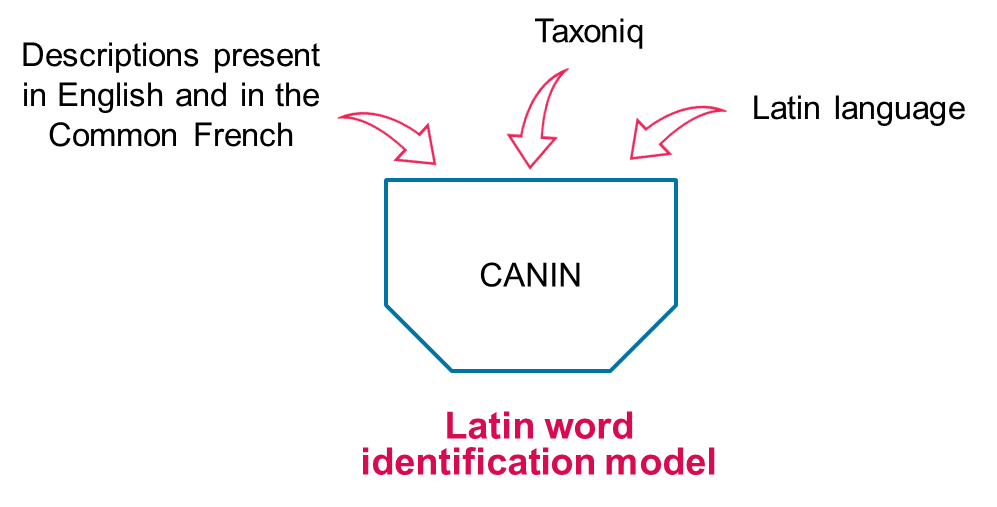 Descriptions present
in English and in the
Common French
Taxoniq
Latin language
CANIN
Latin word
identification model